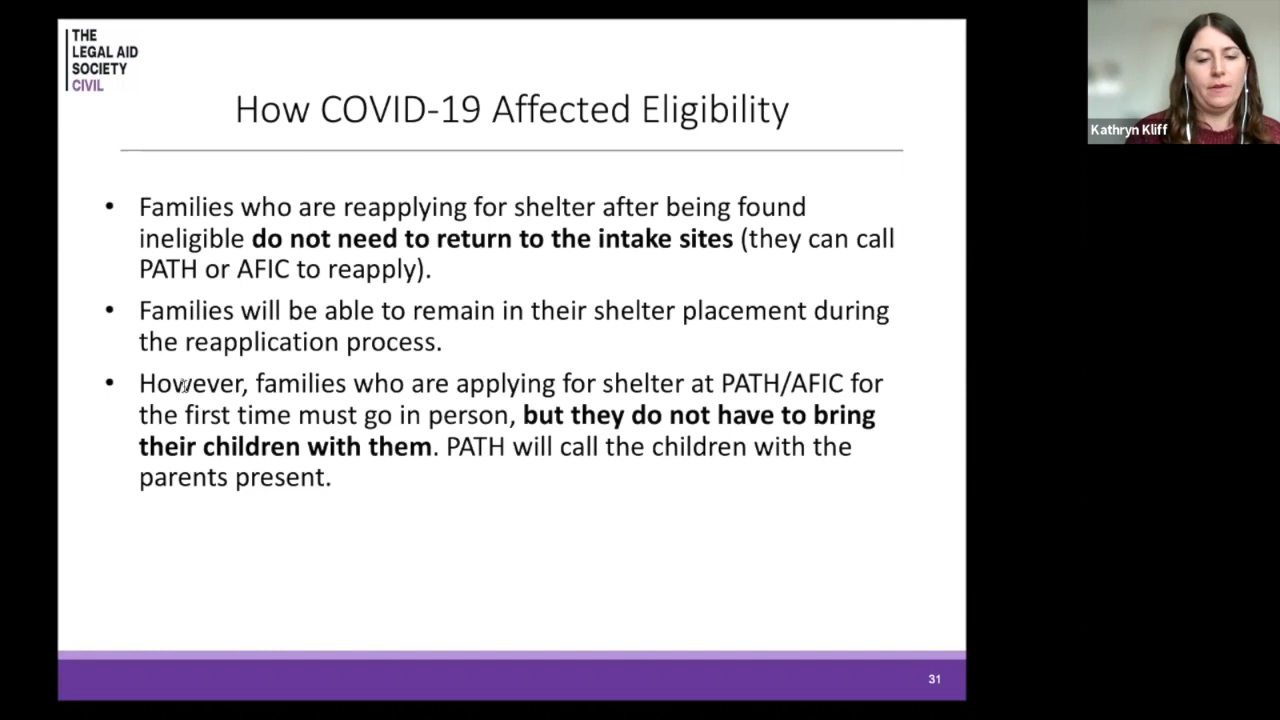 THE
LEGAL AID
SOCIETY
CIVIL
How COVID-19 Affected Eligibility
• Families who are reapplying for shelter after being found
ineligible do not need to return to the intake sites (they can call
PATH or AFIC to reapply).
• Families will be able to remain in their shelter placement during
the reapplication process.
• However, families who are applying for shelter at PATH/AFIC for
the first time must go in person, but they do not have to bring
their children with them. PATH will call the children with the
parents present.
31
Kathryn Kliff